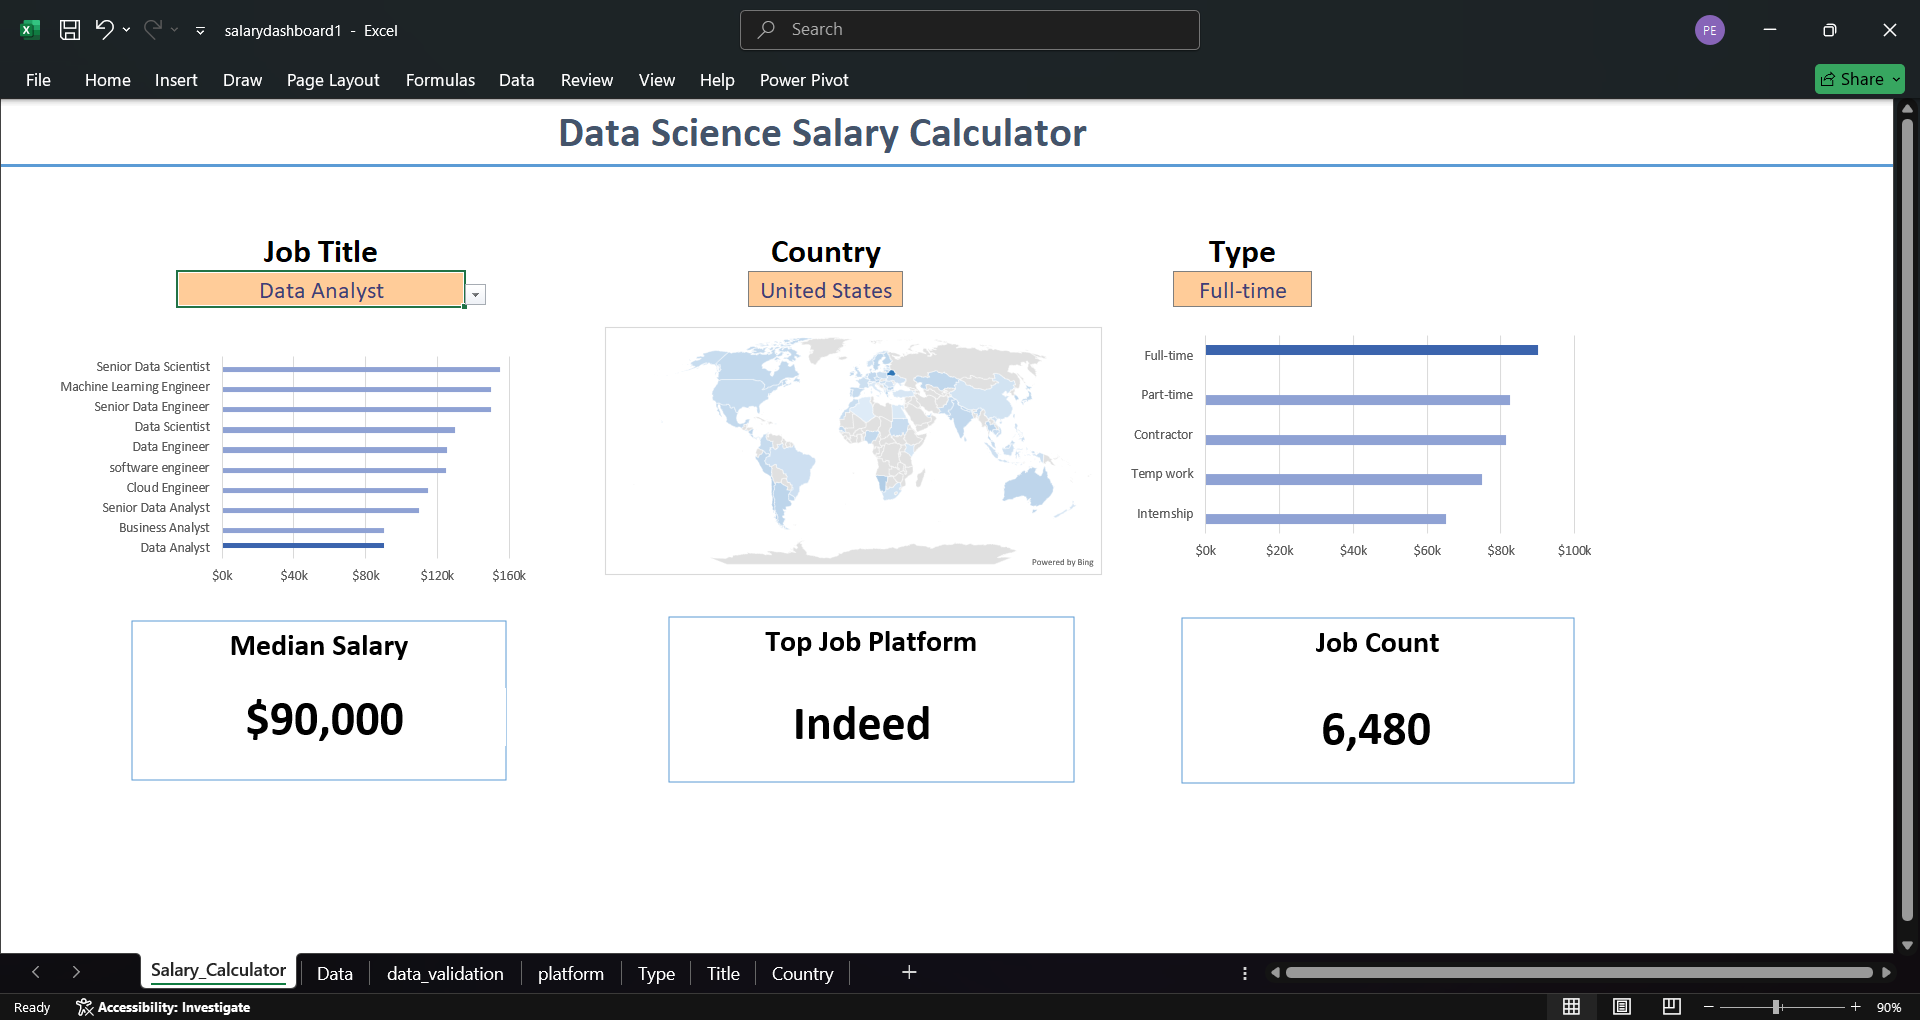 salarydashboard1 - Excel
Search
PE
File Home Insert Draw Page Layout Formulas Data Review View Help Power Pivot
Share
Data Science Salary Calculator
Job Title
Data Analyst
Country
United States
Type
Full-time
Senior Data Scientist
Machine Learning Engineer
Senior Data Engineer
Data Scientist
Data Engineer
software engineer
Cloud Engineer
Senior Data Analyst
Business Analyst
Data Analyst
$0k $40k $80k $120k $160k
Powered by Bing
Full-time
Part-time
Contractor
Temp work
Internship
$0k $20k $40k $60k $80k $100k
Median Salary
$90,000
Top Job Platform
Indeed
Job Count
6,480
Salary_Calculator Data data_validation platform Type Title Country
Ready
Accessibility: Investigate
90%